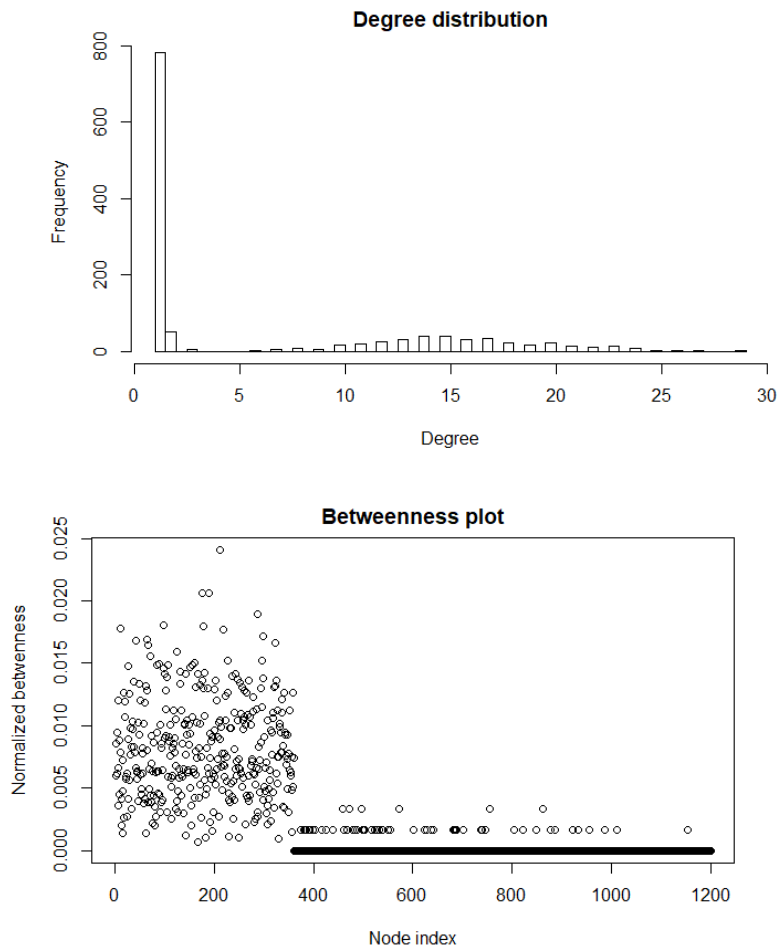 Degree distribution
800
600
400
200
0
Frequency
0 5 10 15 20 25 30
Degree
Betweenness plot
0.025
0.020
0.015
0.010
0.005
0.000
Normalized betwenness
0 200 400 600 800 1000 1200
Node index